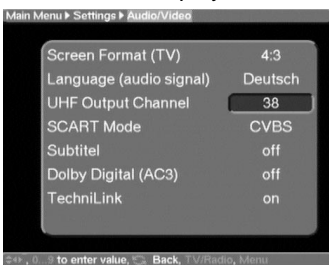 Main Menu ▸ Settings ▸ Audio/Video
Screen Format (TV) 4:3
Language (audio signal) Deutsch
UHF Output Channel 38
SCART Mode CVBS
Subtitel off
Dolby Digital (AC3) off
TechniLink on
, 0...9 to enter value, Back, TV/Radio, Menu